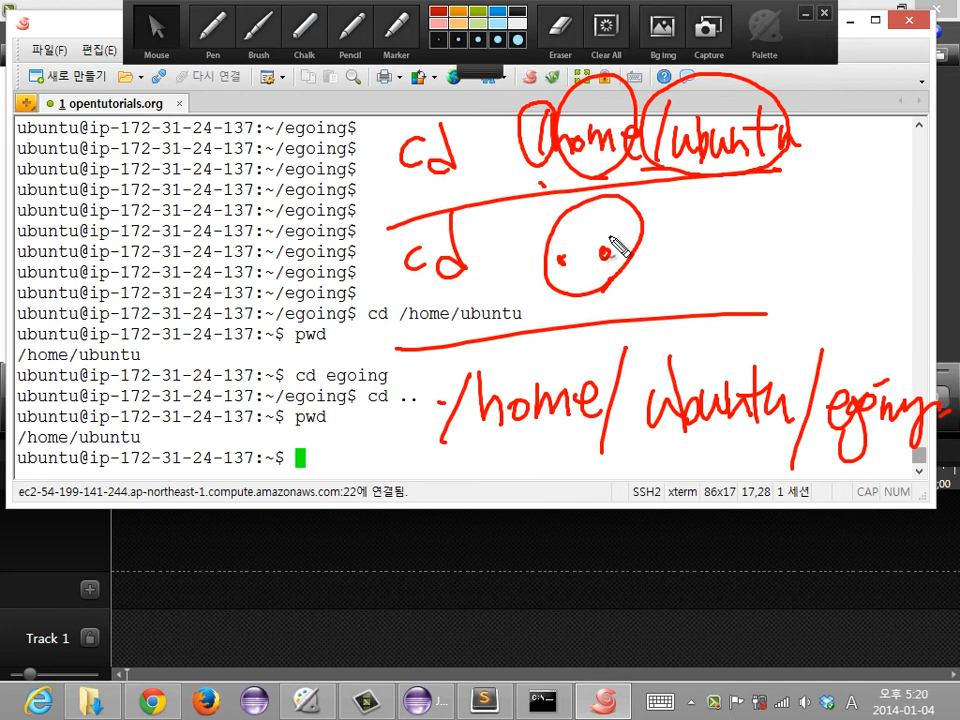 Mouse Pen Brush Chalk Pencil Marker Eraser Clear All Bg img Capture Palette
파일(F) 편집(E)
새로 만들기 다시 연결
1 opentutorials.org
ubuntu@ip-172-31-24-137:~/egoing$
ubuntu@ip-172-31-24-137:~/egoing$
ubuntu@ip-172-31-24-137:~/egoing$
ubuntu@ip-172-31-24-137:~/egoing$
ubuntu@ip-172-31-24-137:~/egoing$
ubuntu@ip-172-31-24-137:~/egoing$
ubuntu@ip-172-31-24-137:~/egoing$
ubuntu@ip-172-31-24-137:~/egoing$
ubuntu@ip-172-31-24-137:~/egoing$
ubuntu@ip-172-31-24-137:~/egoing$ cd /home/ubuntu
ubuntu@ip-172-31-24-137:~$ pwd
/home/ubuntu
ubuntu@ip-172-31-24-137:~$ cd egoing
ubuntu@ip-172-31-24-137:~/egoing$ cd ..
ubuntu@ip-172-31-24-137:~$ pwd
/home/ubuntu
ubuntu@ip-172-31-24-137:~$
cd /home/ubuntu
cd ..
/home/ubuntu/egoing
ec2-54-199-141-244.ap-northeast-1.compute.amazonaws.com:22에 연결됨. SSH2 xterm 86x17 17,28 1 세션 CAP NUM
;00
Track 1
J...
A
오후 5:20
2014-01-04